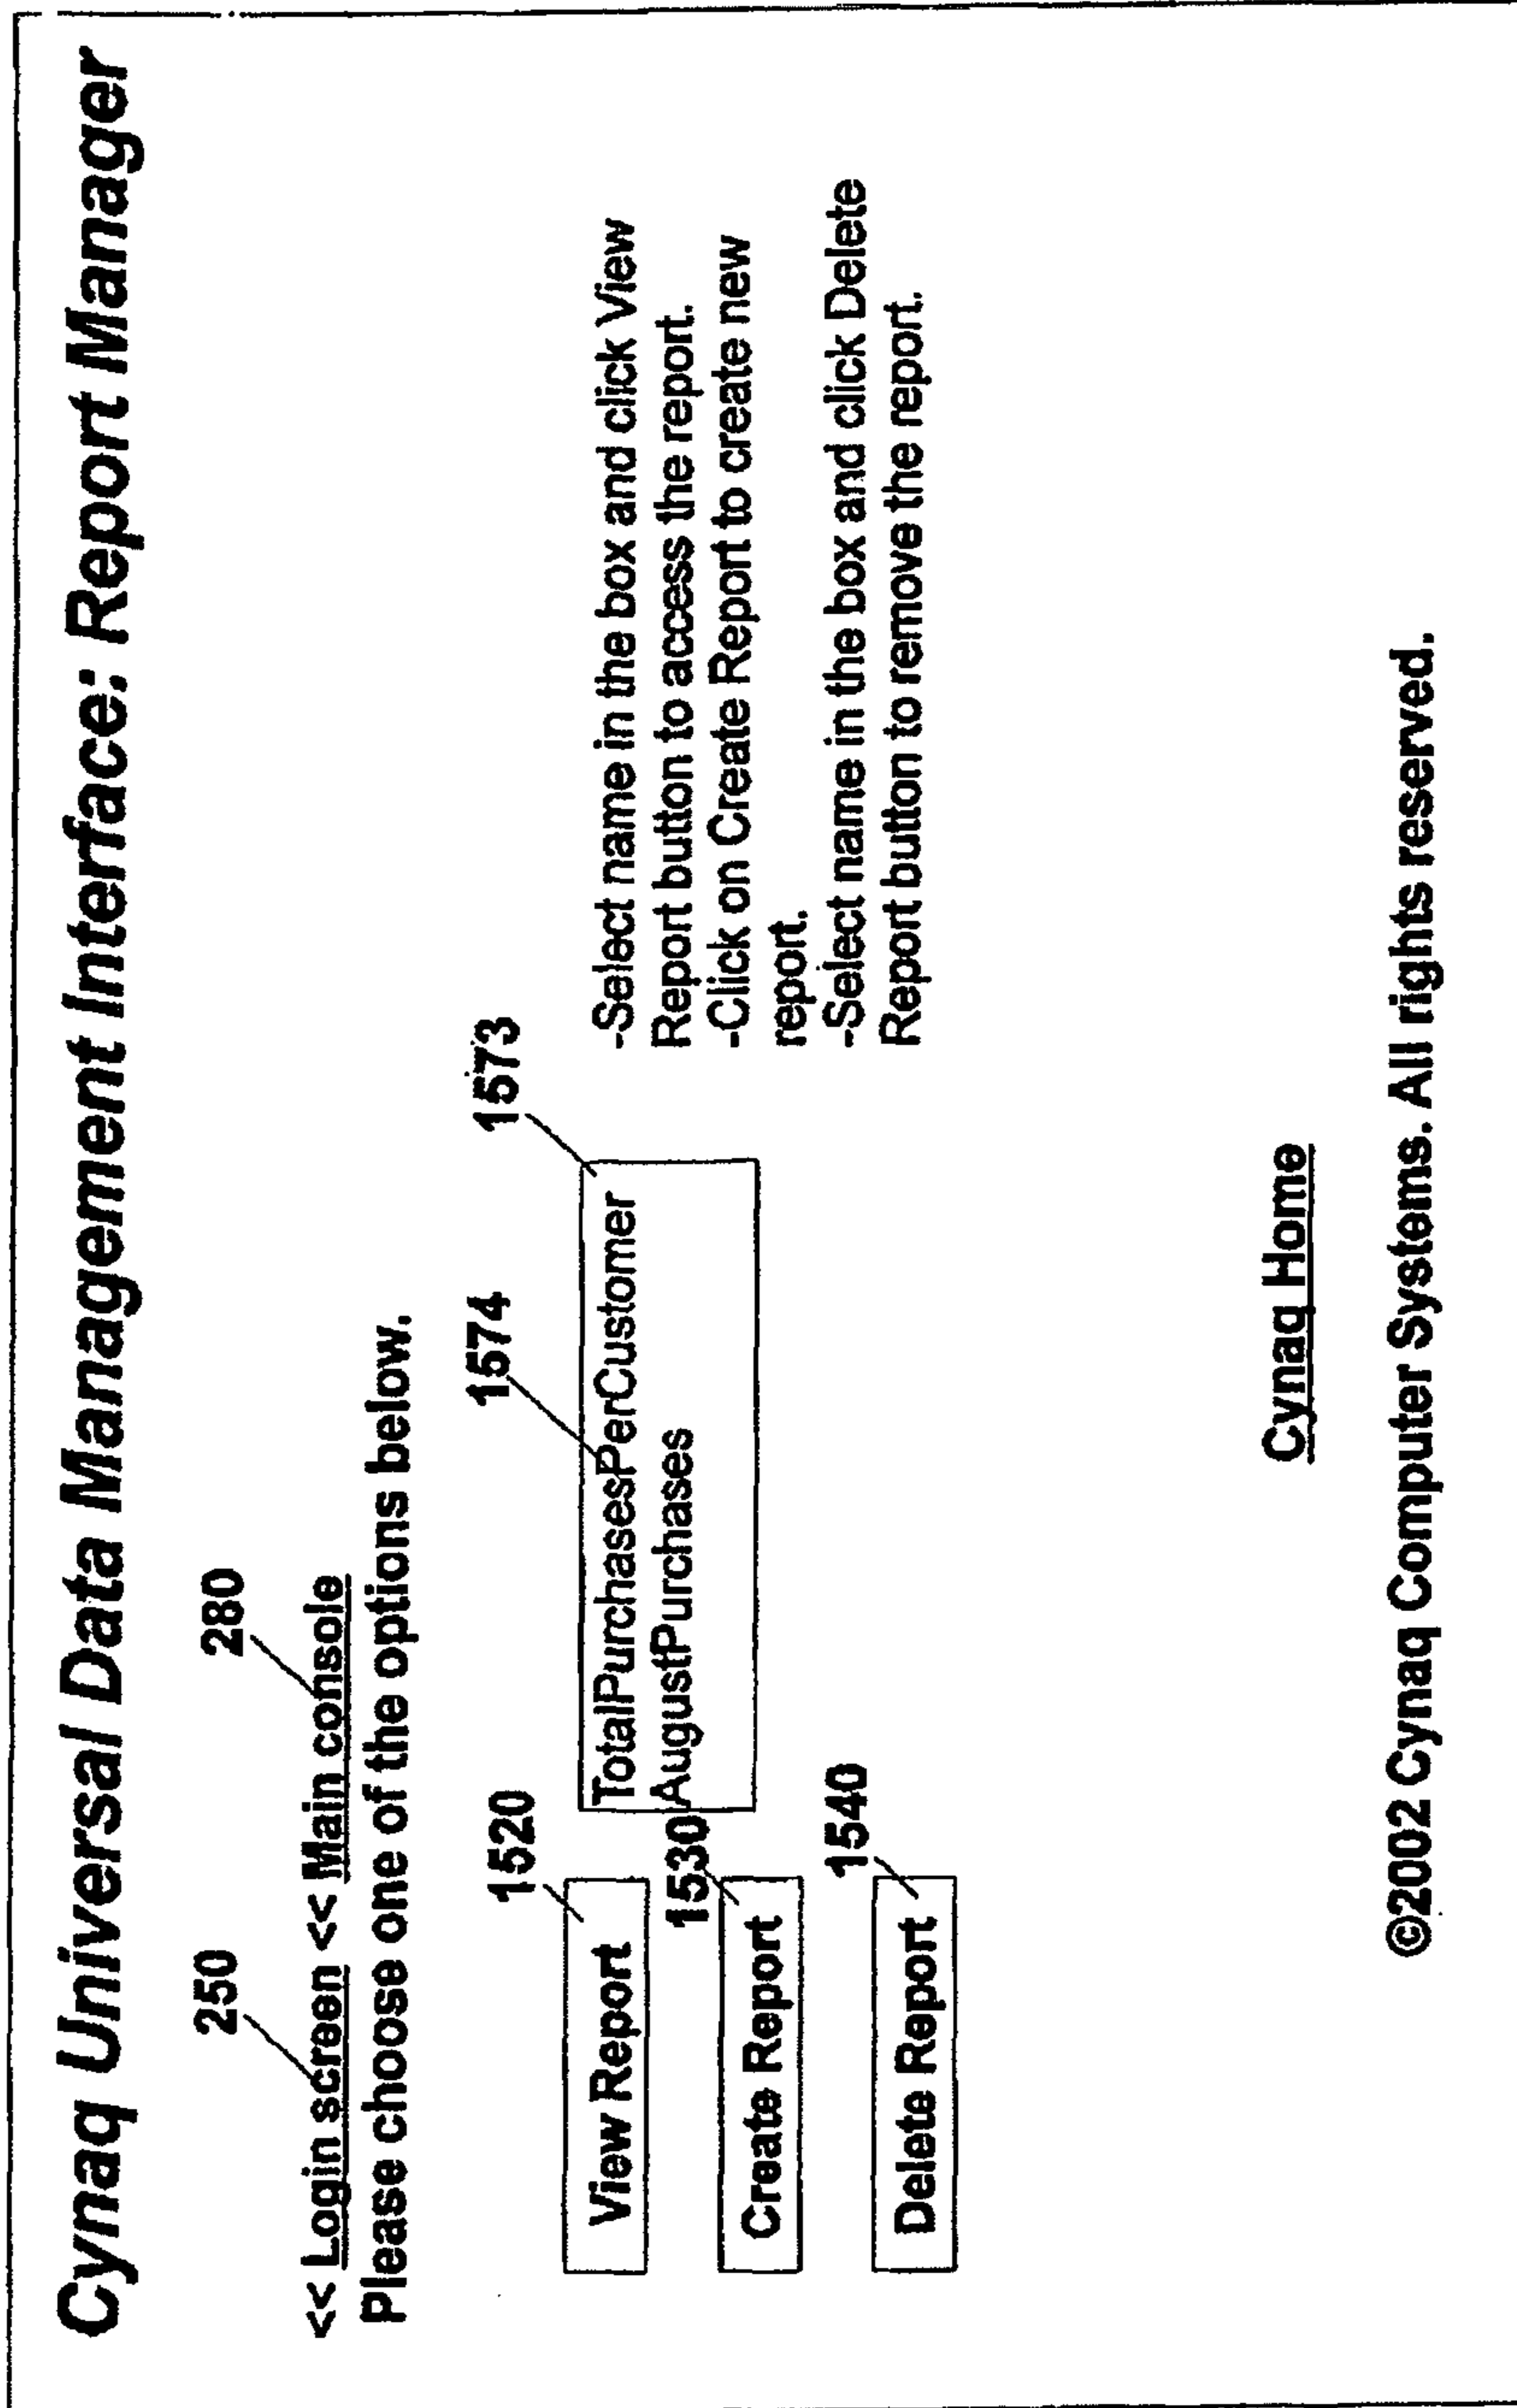 Cynaq Universal Data Management Interface: Report Manager
250
280
<< Login screen << Main console
Please choose one of the options below.
1520
1574
1573
View Report
TotalPurchasesPerCustomer
AugustPurchases
-Select name in the box and click View
Report button to access the report.
-Click on Create Report to create new
report.
-Select name in the box and click Delete
Report button to remove the report.
1530
Create Report
1540
Delete Report
Cynaq Home
©2002 Cynaq Computer Systems. All rights reserved.